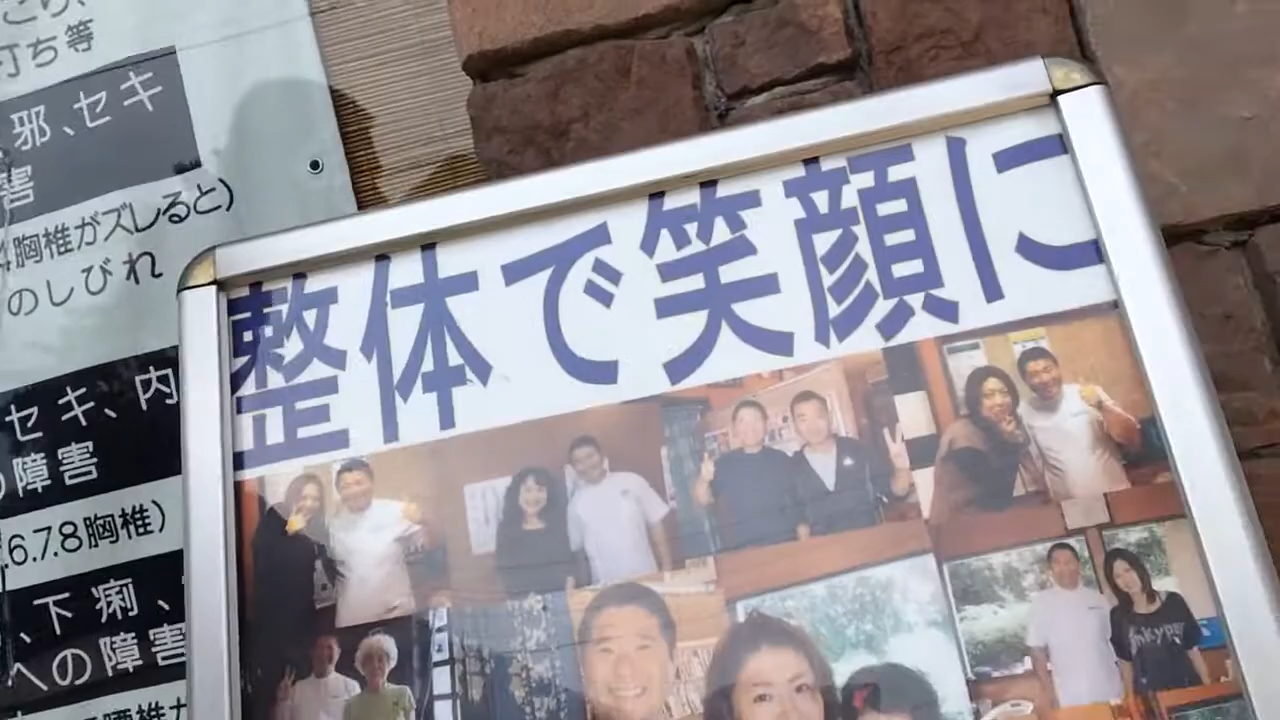 打ち等
邪、セキ
害
胸椎がズレると)
のしびれ
セキ、内
の障害
.6.7.8胸椎)
、下痢、
への障害
整体で笑顔に